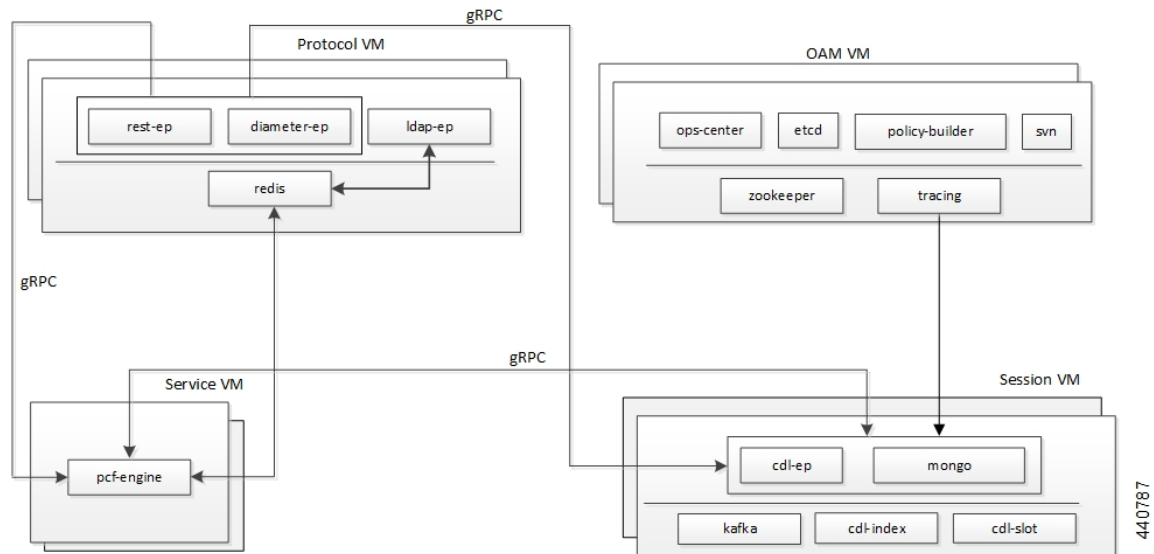 gRPC
Protocol VM
OAM VM
rest-ep
diameter-ep
ldap-ep
redis
ops-center
etcd
policy-builder
svn
zookeeper
tracing
gRPC
gRPC
Service VM
Session VM
pcf-engine
cdl-ep
mongo
kafka
cdl-index
cdl-slot
440787